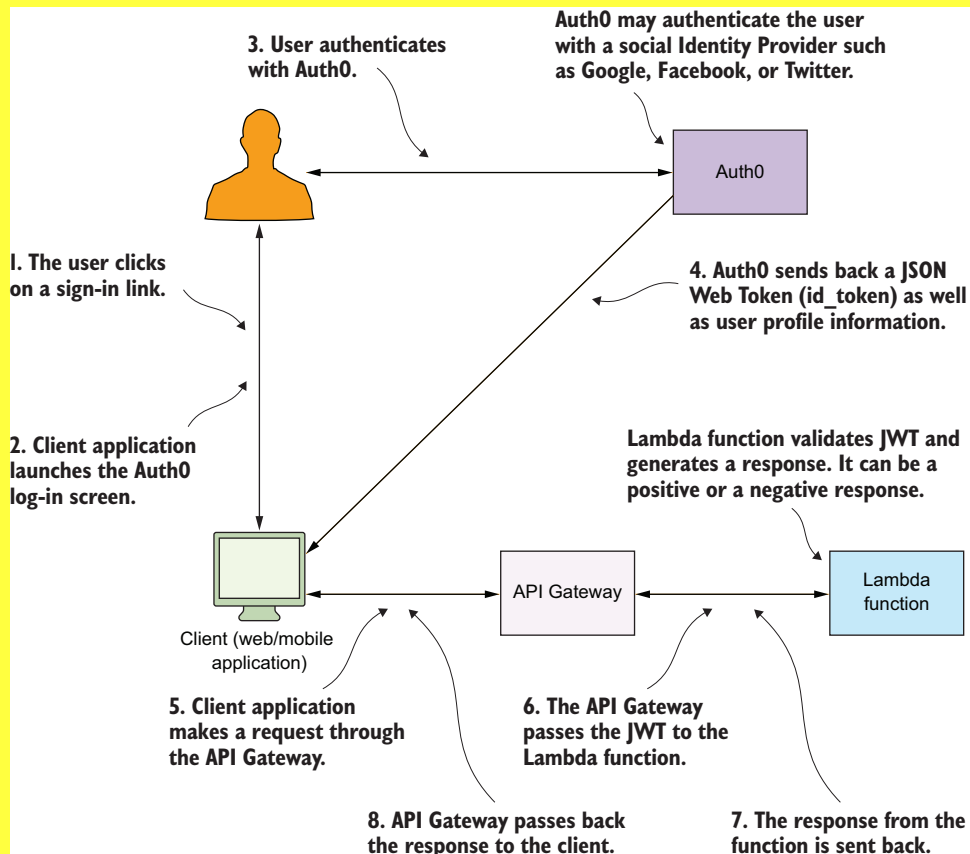 3. User authenticates
with Auth0.
Auth0 may authenticate the user
with a social Identity Provider such
as Google, Facebook, or Twitter.
Auth0
1. The user clicks
on a sign-in link.
4. Auth0 sends back a JSON
Web Token (id_token) as well
as user profile information.
2. Client application
launches the Auth0
log-in screen.
Lambda function validates JWT and
generates a response. It can be a
positive or a negative response.
API Gateway
Lambda
function
Client (web/mobile
application)
5. Client application
makes a request through
the API Gateway.
6. The API Gateway
passes the JWT to the
Lambda function.
8. API Gateway passes back
the response to the client.
7. The response from the
function is sent back.